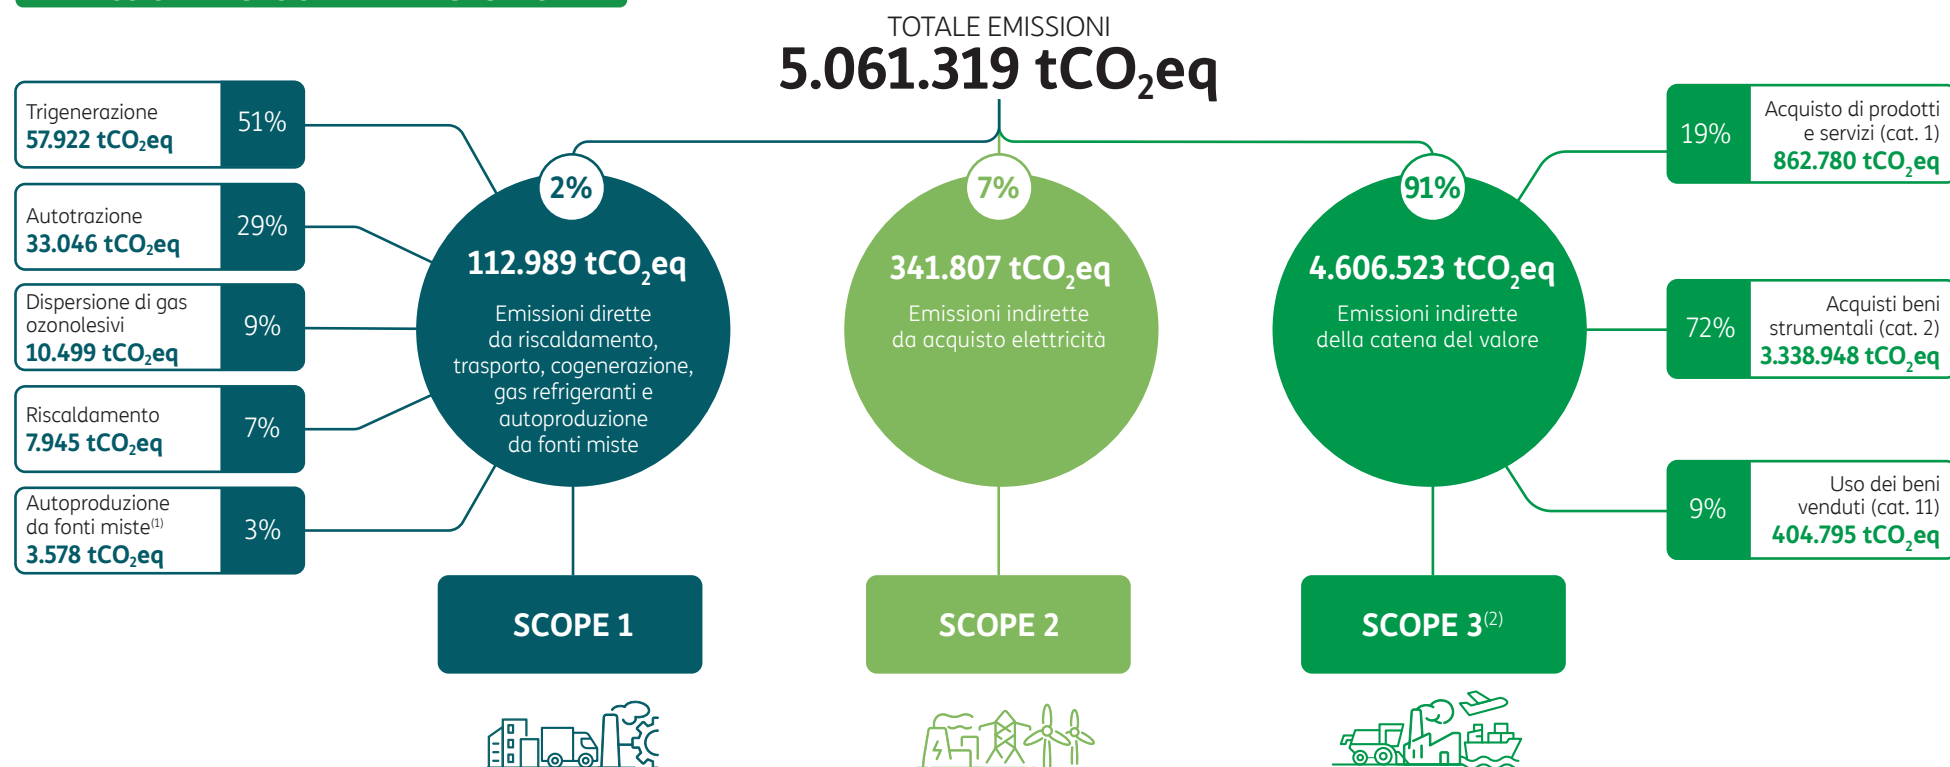 TOTALE EMISSIONI
5.061.319 tCO₂eq
Trigenerazione
57.922 tCO₂eq
51%
Autotrazione
33.046 tCO₂eq
29%
Dispersione di gas
ozonolesivi
10.499 tCO₂eq
9%
Riscaldamento
7.945 tCO₂eq
7%
Autoproduzione
da fonti miste(1)
3.578 tCO₂eq
3%
2%
112.989 tCO₂eq
Emissioni dirette
da riscaldamento,
trasporto, cogenerazione,
gas refrigeranti e
autoproduzione
da fonti miste
SCOPE 1
7%
341.807 tCO₂eq
Emissioni indirette
da acquisto elettricità
SCOPE 2
91%
4.606.523 tCO₂eq
Emissioni indirette
della catena del valore
SCOPE 3(2)
19%
Acquisto di prodotti
e servizi (cat. 1)
862.780 tCO₂eq
72%
Acquisti beni
strumentali (cat. 2)
3.338.948 tCO₂eq
9%
Uso dei beni
venduti (cat. 11)
404.795 tCO₂eq